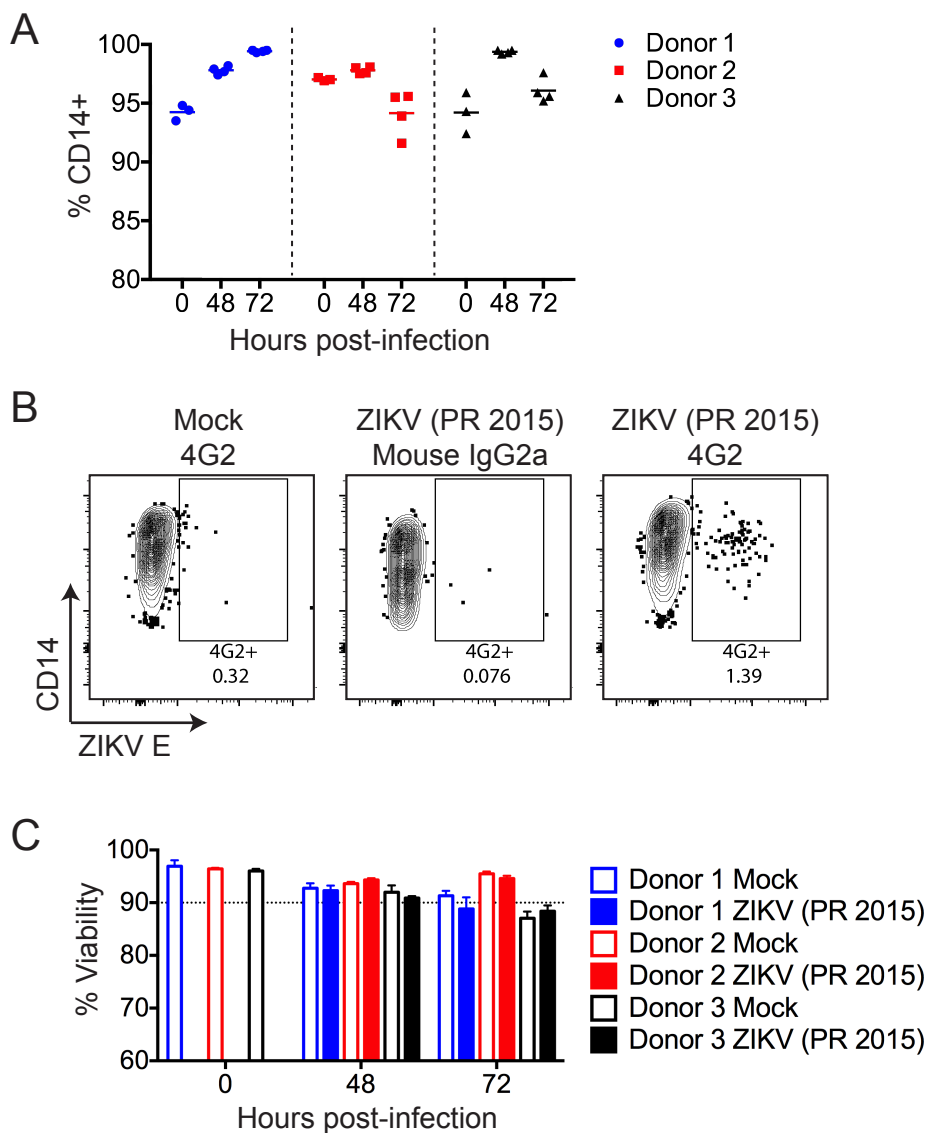 A
100
95
90
85
80
% CD14+
0 48 72 0 48 72 0 48 72
Hours post-infection
Donor 1
Donor 2
Donor 3
B
Mock
4G2
ZIKV (PR 2015)
Mouse IgG2a
ZIKV (PR 2015)
4G2
4G2+
0.32
4G2+
0.076
4G2+
1.39
CD14
ZIKV E
C
100
90
80
70
60
% Viability
0 48 72
Hours post-infection
Donor 1 Mock
Donor 1 ZIKV (PR 2015)
Donor 2 Mock
Donor 2 ZIKV (PR 2015)
Donor 3 Mock
Donor 3 ZIKV (PR 2015)